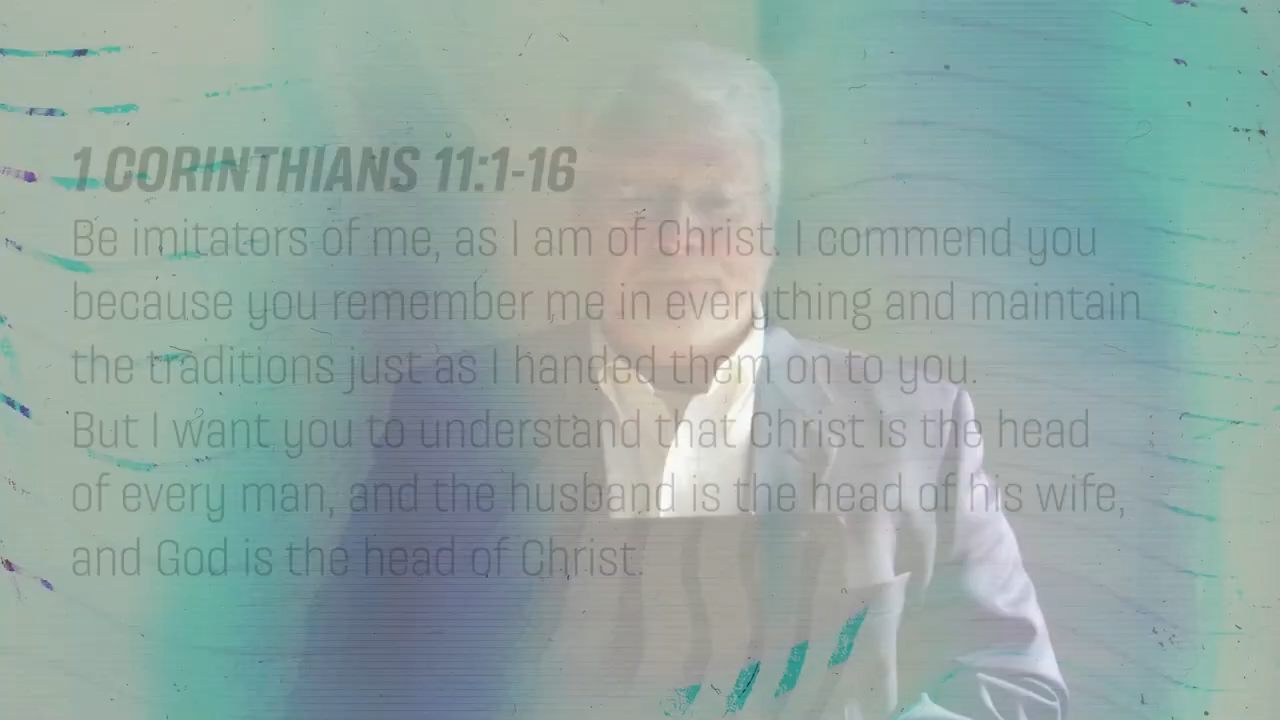 1 CORINTHIANS 11:1-16
Be imitators of me, as I am of Christ. I commend you
because you remember me in everything and maintain
the traditions just as I handed them on to you.
But I want you to understand that Christ is the head
of every man, and the husband is the head of his wife,
and God is the head of Christ.